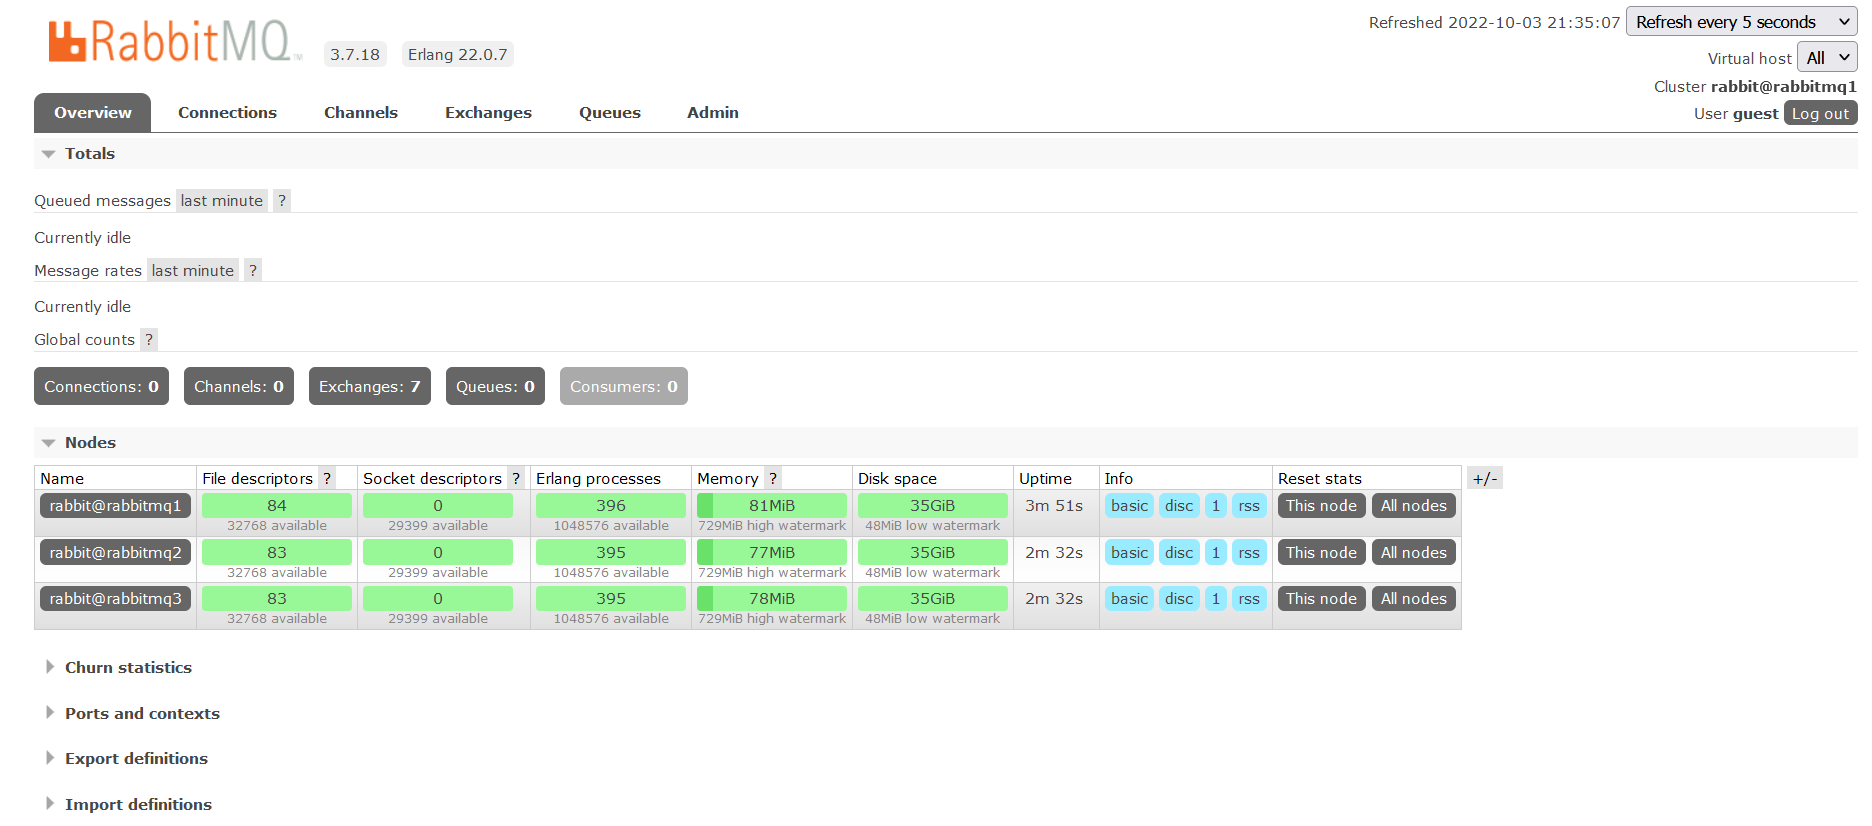 RabbitMQ TM 3.7.18 Erlang 22.0.7
Refreshed 2022-10-03 21:35:07 Refresh every 5 seconds
Virtual host All
Cluster rabbit@rabbitmq1
User guest Log out
Overview Connections Channels Exchanges Queues Admin
Totals
Queued messages last minute ?
Currently idle
Message rates last minute ?
Currently idle
Global counts ?
Connections: 0 Channels: 0 Exchanges: 7 Queues: 0 Consumers: 0
Nodes
Name File descriptors ? Socket descriptors ? Erlang processes Memory ? Disk space Uptime Info Reset stats +/-
rabbit@rabbitmq1 84 0 396 81MiB 35GiB 3m 51s basic disc 1 rss This node All nodes
32768 available 29399 available 1048576 available 729MiB high watermark 48MiB low watermark
rabbit@rabbitmq2 83 0 395 77MiB 35GiB 2m 32s basic disc 1 rss This node All nodes
32768 available 29399 available 1048576 available 729MiB high watermark 48MiB low watermark
rabbit@rabbitmq3 83 0 395 78MiB 35GiB 2m 32s basic disc 1 rss This node All nodes
32768 available 29399 available 1048576 available 729MiB high watermark 48MiB low watermark
Churn statistics
Ports and contexts
Export definitions
Import definitions